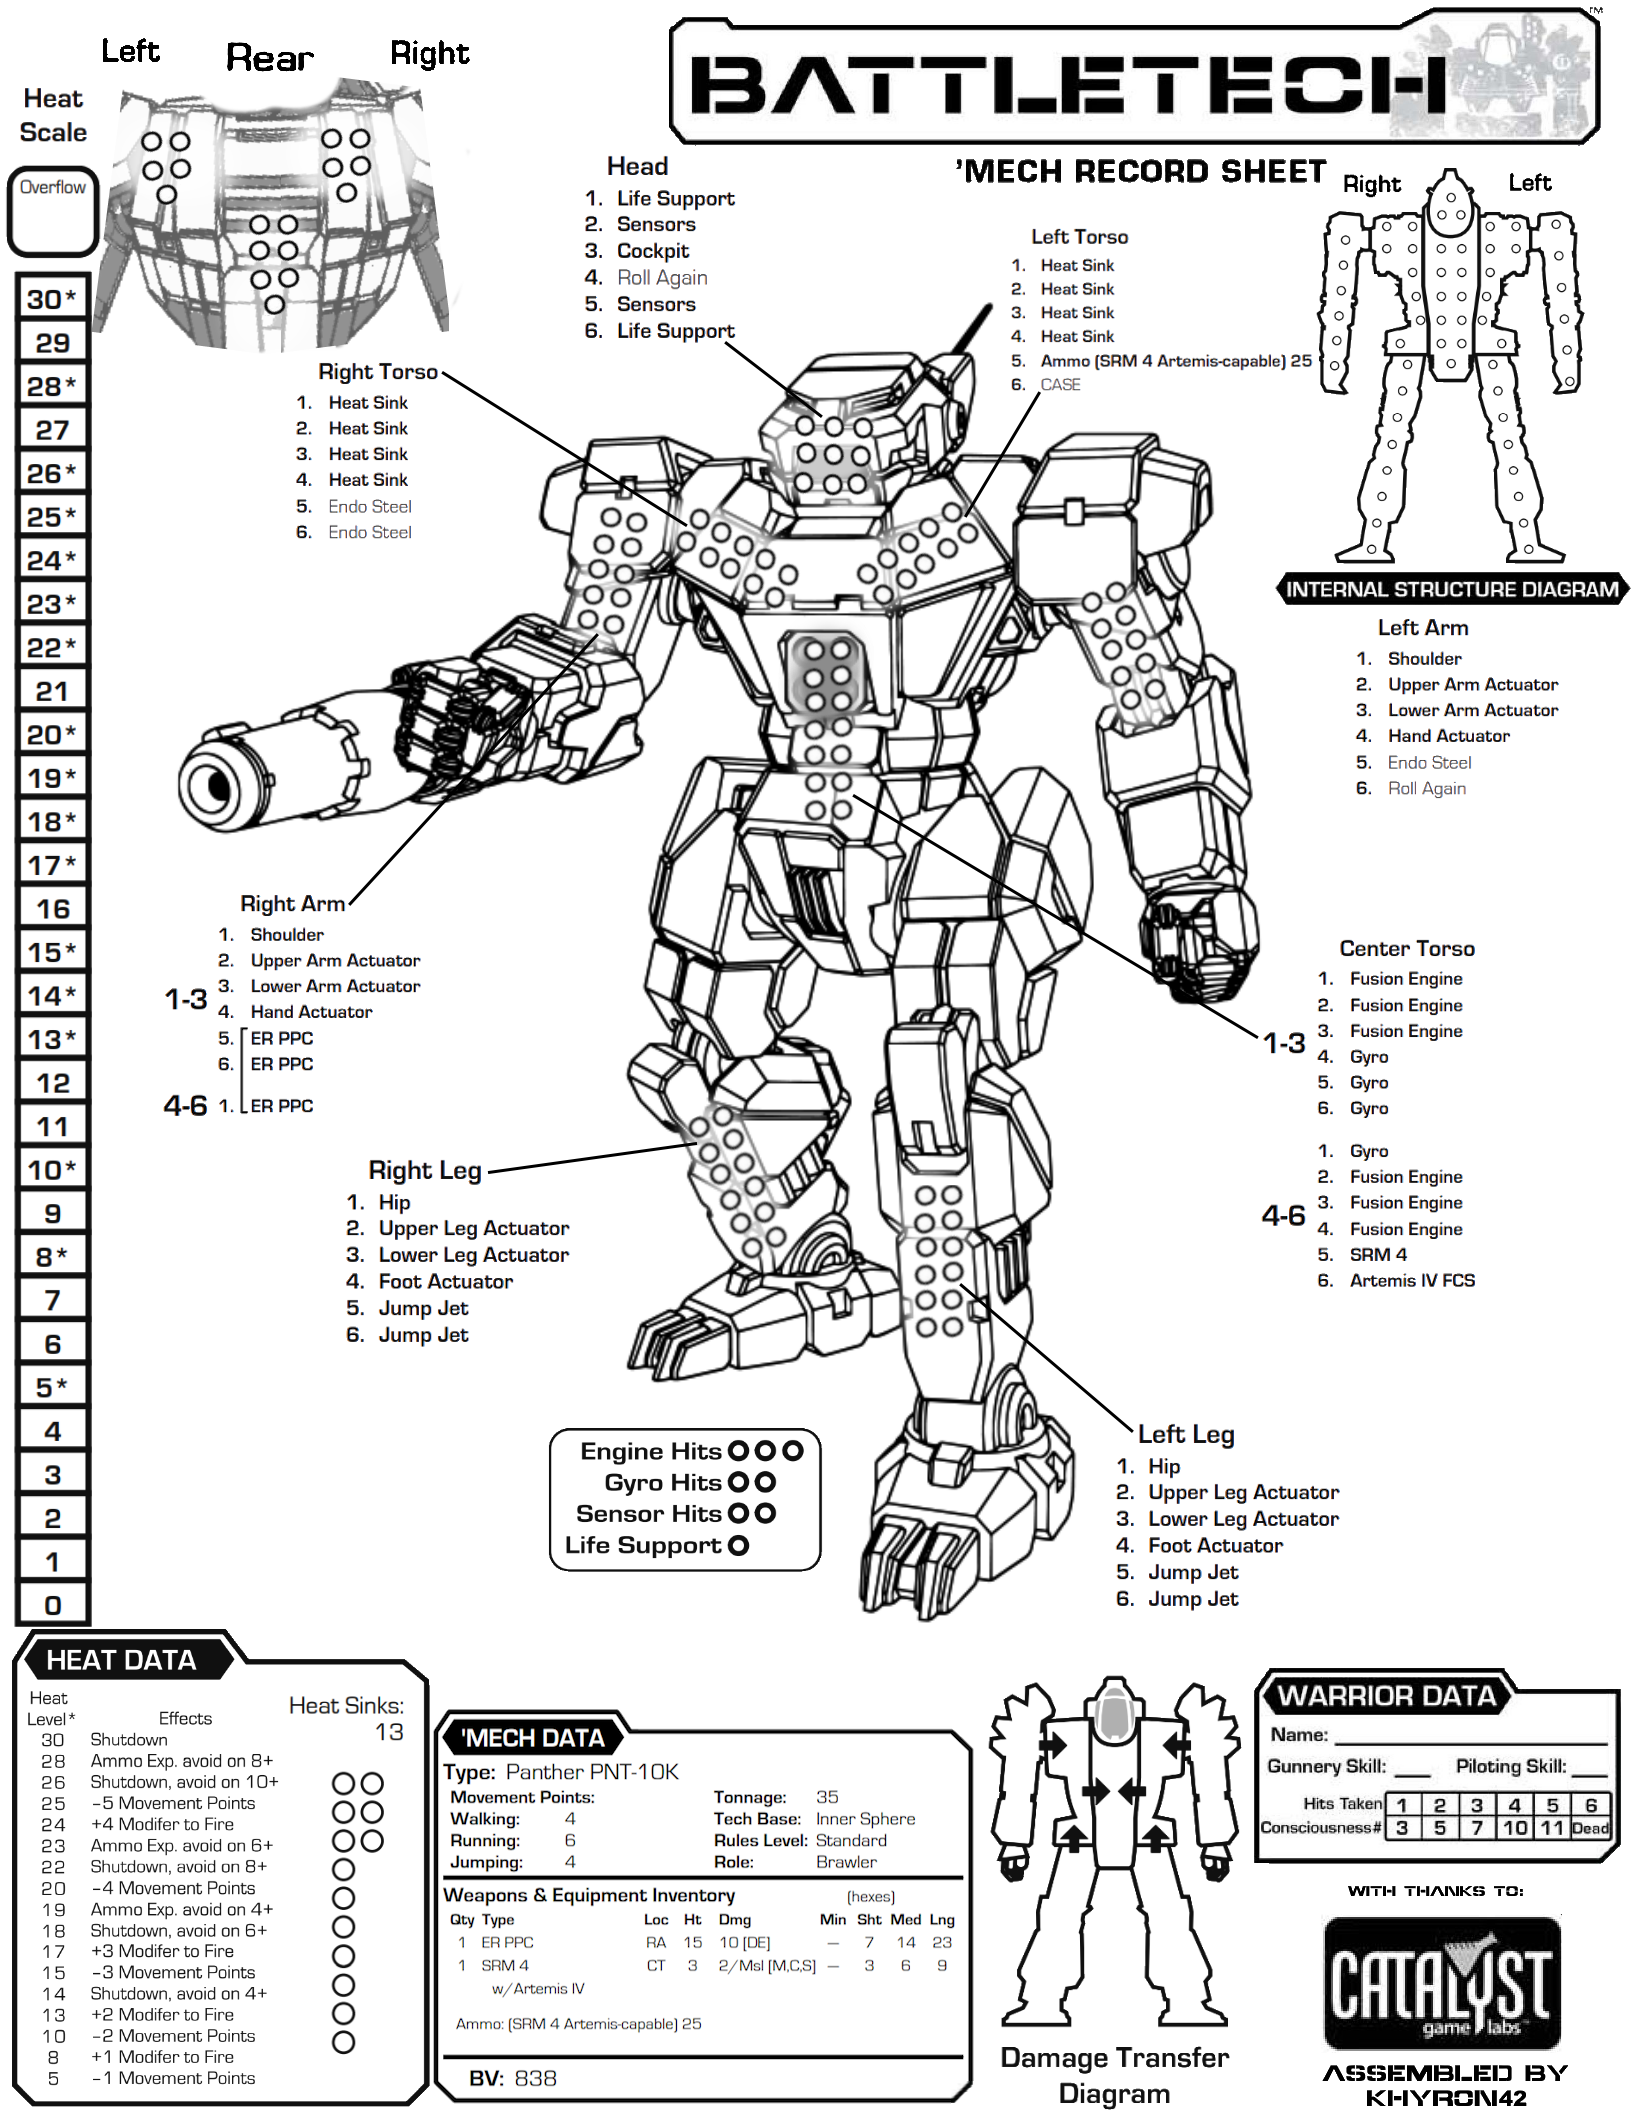 Left Rear Right
BATTLETECH™
'MECH RECORD SHEET
Heat
Scale
Overflow
30*
29
28*
27
26*
25*
24*
23*
22*
21
20*
19*
18*
17*
16
15*
14*
13*
12
11
10*
9
8*
7
6
5*
4
3
2
1
0
Head
1. Life Support
2. Sensors
3. Cockpit
4. Roll Again
5. Sensors
6. Life Support
Left Torso
1. Heat Sink
2. Heat Sink
3. Heat Sink
4. Heat Sink
5. Ammo (SRM 4 Artemis-capable) 25
6. CASE
Right Left
INTERNAL STRUCTURE DIAGRAM
Right Torso
1. Heat Sink
2. Heat Sink
3. Heat Sink
4. Heat Sink
5. Endo Steel
6. Endo Steel
Left Arm
1. Shoulder
2. Upper Arm Actuator
3. Lower Arm Actuator
4. Hand Actuator
5. Endo Steel
6. Roll Again
Right Arm
1. Shoulder
2. Upper Arm Actuator
1-3 3. Lower Arm Actuator
4. Hand Actuator
5. ER PPC
6. ER PPC
4-6 1. ER PPC
Center Torso
1. Fusion Engine
2. Fusion Engine
1-3 3. Fusion Engine
4. Gyro
5. Gyro
6. Gyro
1. Gyro
2. Fusion Engine
4-6 3. Fusion Engine
4. Fusion Engine
5. SRM 4
6. Artemis IV FCS
Right Leg
1. Hip
2. Upper Leg Actuator
3. Lower Leg Actuator
4. Foot Actuator
5. Jump Jet
6. Jump Jet
Left Leg
1. Hip
2. Upper Leg Actuator
3. Lower Leg Actuator
4. Foot Actuator
5. Jump Jet
6. Jump Jet
Engine Hits
Gyro Hits
Sensor Hits
Life Support
HEAT DATA
Heat
Level* Effects
Heat Sinks:
13
30 Shutdown
28 Ammo Exp. avoid on 8+
26 Shutdown, avoid on 10+
25 -5 Movement Points
24 +4 Modifer to Fire
23 Ammo Exp. avoid on 6+
22 Shutdown, avoid on 8+
20 -4 Movement Points
19 Ammo Exp. avoid on 4+
18 Shutdown, avoid on 6+
17 +3 Modifer to Fire
15 -3 Movement Points
14 Shutdown, avoid on 4+
13 +2 Modifer to Fire
10 -2 Movement Points
8 +1 Modifer to Fire
5 -1 Movement Points
'MECH DATA
Type: Panther PNT-10K
Movement Points: Tonnage: 35
Walking: 4 Tech Base: Inner Sphere
Running: 6 Rules Level: Standard
Jumping: 4 Role: Brawler
Weapons & Equipment Inventory (hexes)
Qty Type Loc Ht Dmg Min Sht Med Lng
1 ER PPC RA 15 10 [DE] — 7 14 23
1 SRM 4 CT 3 2/Msl [M,C,S] — 3 6 9
w/Artemis IV
Ammo: (SRM 4 Artemis-capable) 25
BV: 838
Damage Transfer
Diagram
WARRIOR DATA
Name:
Gunnery Skill: Piloting Skill:
Hits Taken 1 2 3 4 5 6
Consciousness# 3 5 7 10 11 Dead
WITH THANKS TO:
CATALYST
game labs™
ASSEMBLED BY
KHYRON42